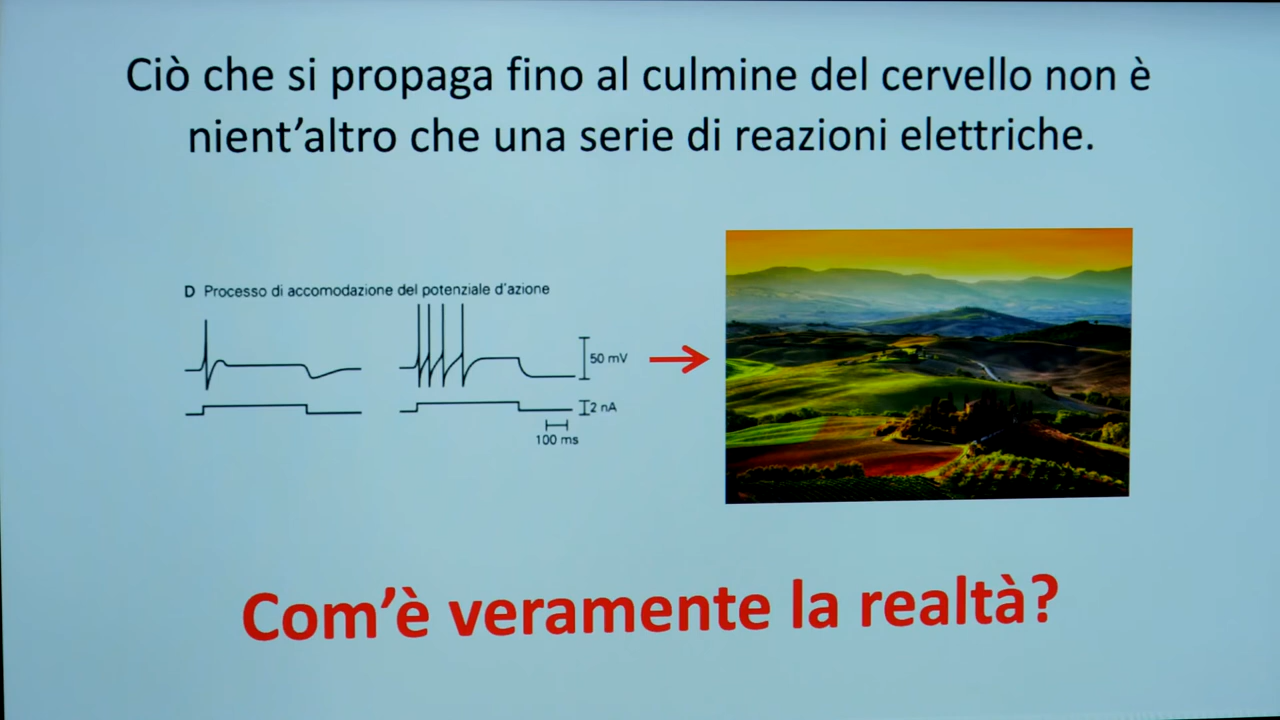 Ciò che si propaga fino al culmine del cervello non è
nient'altro che una serie di reazioni elettriche.
D Processo di accomodazione del potenziale d'azione
50 mV
2 nA
100 ms
Com'è veramente la realtà?